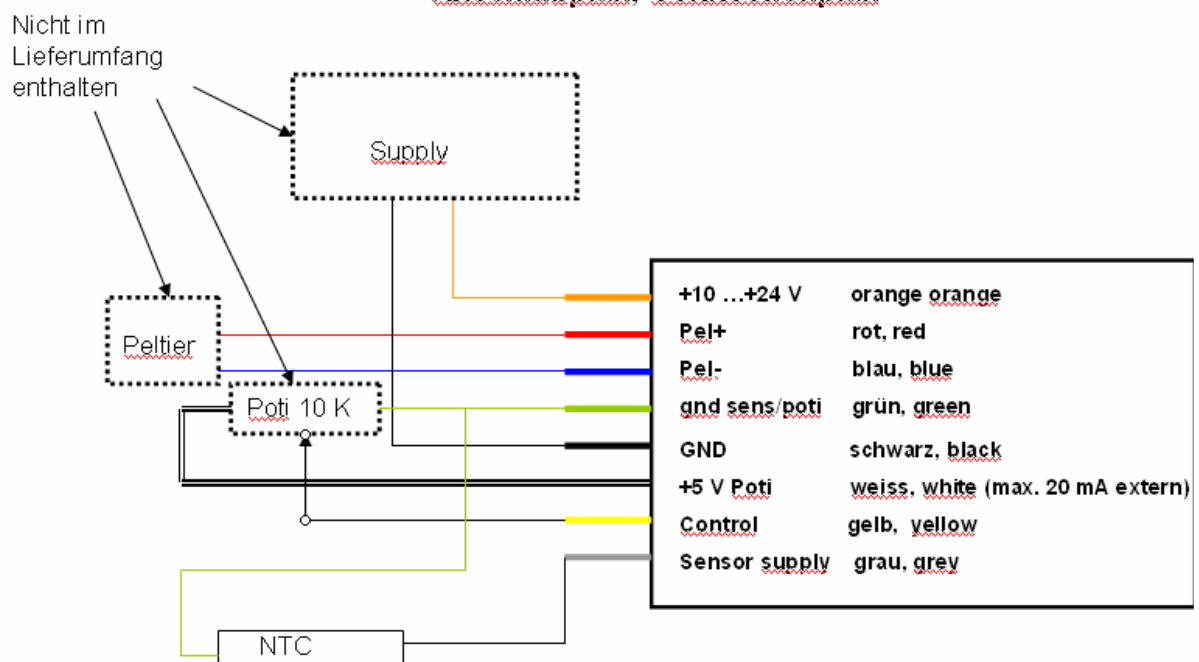 Nicht im
Lieferumfang
enthalten
Supply
Peltier
Poti 10 K
+10 ...+24 V orange orange
Pel+ rot, red
Pel- blau, blue
gnd sens/poti grün, green
GND schwarz, black
+5 V Poti weiss, white (max. 20 mA extern)
Control gelb, yellow
Sensor supply grau, grey
NTC